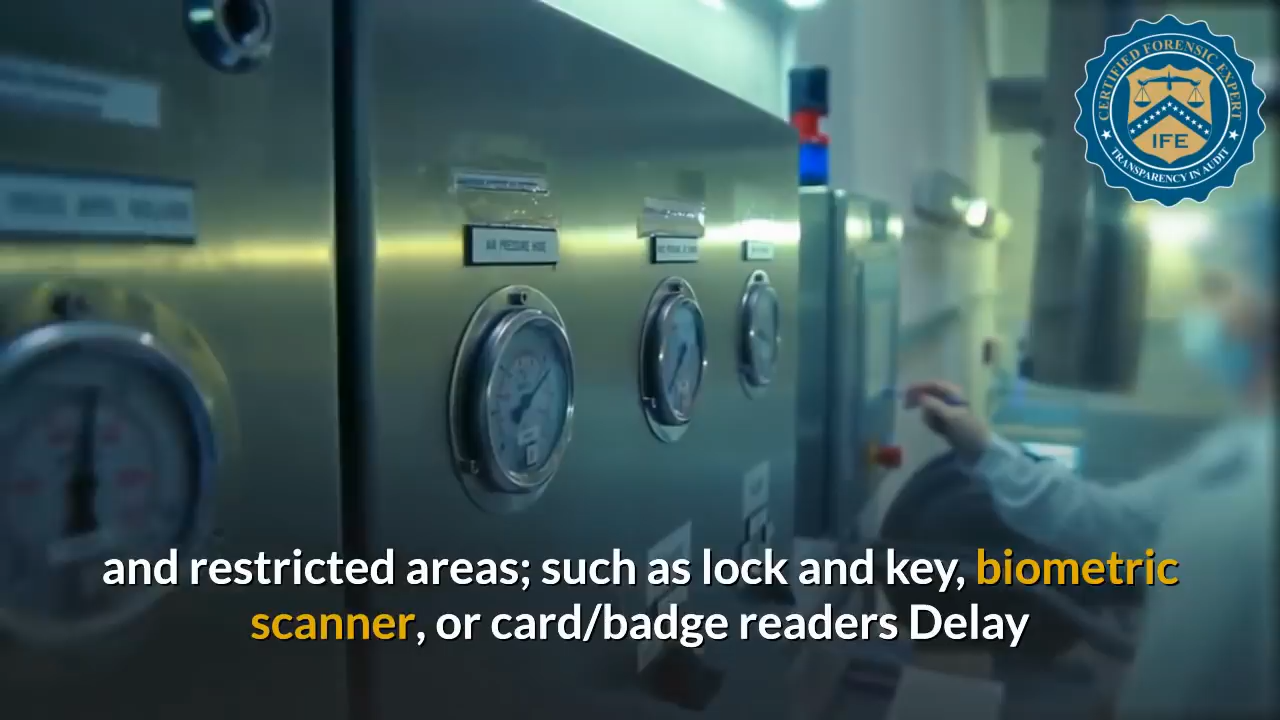 CERTIFIED FORENSIC EXPERT
IFE
TRANSPARENCY IN AUDIT
AIR PRESSURE
and restricted areas; such as lock and key, biometric
scanner, or card/badge readers Delay